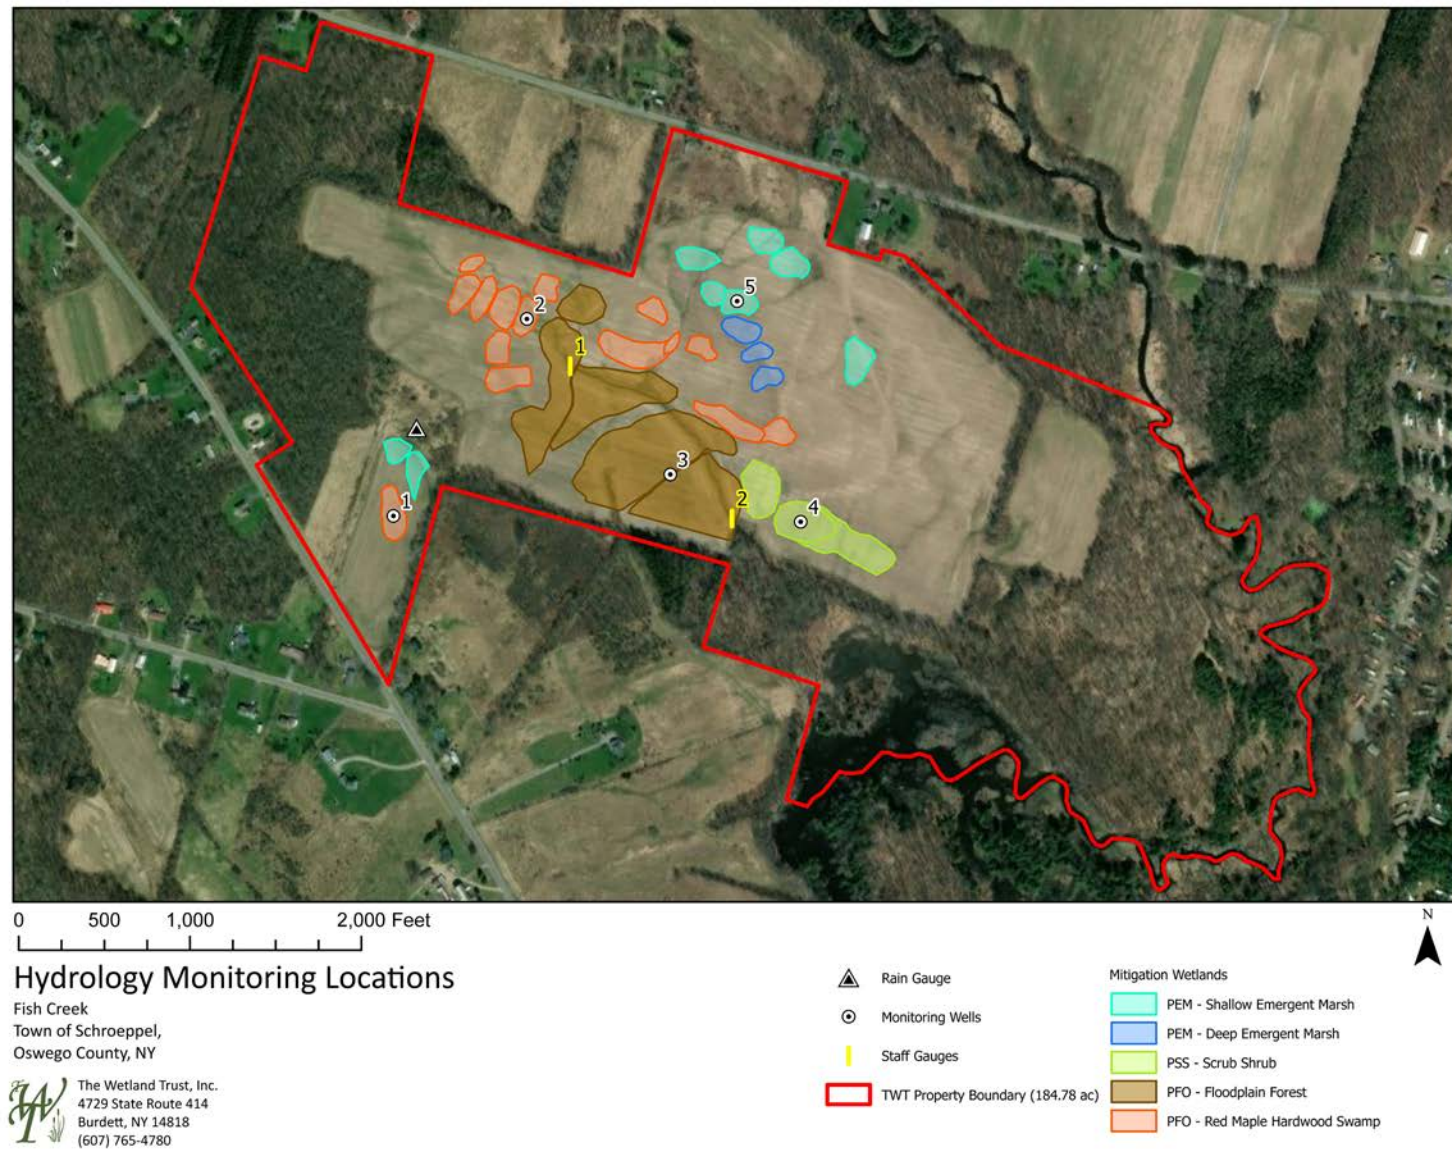 2
5
1
3
2
4
1
0 500 1,000 2,000 Feet
N
Hydrology Monitoring Locations
Fish Creek
Town of Schroeppel,
Oswego County, NY
The Wetland Trust, Inc.
4729 State Route 414
Burdett, NY 14818
(607) 765-4780
Rain Gauge
Monitoring Wells
Staff Gauges
TWT Property Boundary (184.78 ac)
Mitigation Wetlands
PEM - Shallow Emergent Marsh
PEM - Deep Emergent Marsh
PSS - Scrub Shrub
PFO - Floodplain Forest
PFO - Red Maple Hardwood Swamp